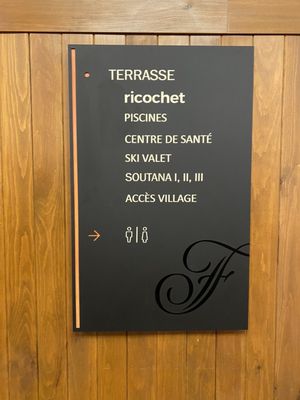 TERRASSE
ricochet
PISCINES
CENTRE DE SANTÉ
SKI VALET
SOUTANA I, II, III
ACCÈS VILLAGE
F